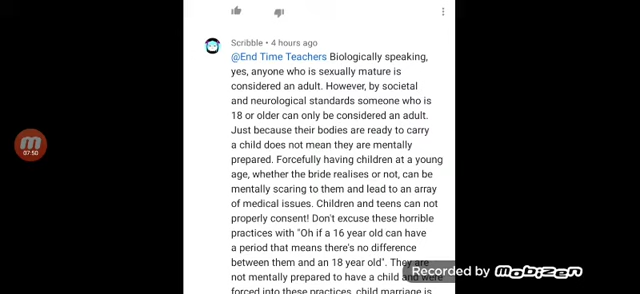 Scribble • 4 hours ago
@End Time Teachers Biologically speaking,
yes, anyone who is sexually mature is
considered an adult. However, by societal
and neurological standards someone who is
18 or older can only be considered an adult.
Just because their bodies are ready to carry
a child does not mean they are mentally
prepared. Forcefully having children at a young
age, whether the bride realises or not, can be
mentally scaring to them and lead to an array
of medical issues. Children and teens can not
properly consent! Don't excuse these horrible
practices with "Oh if a 16 year old can have
a period that means there's no difference
between them and an 18 year old". They are
not mentally prepared to have a child and were
forced into these practices, child marriage is
07:50
Recorded by Mobizen